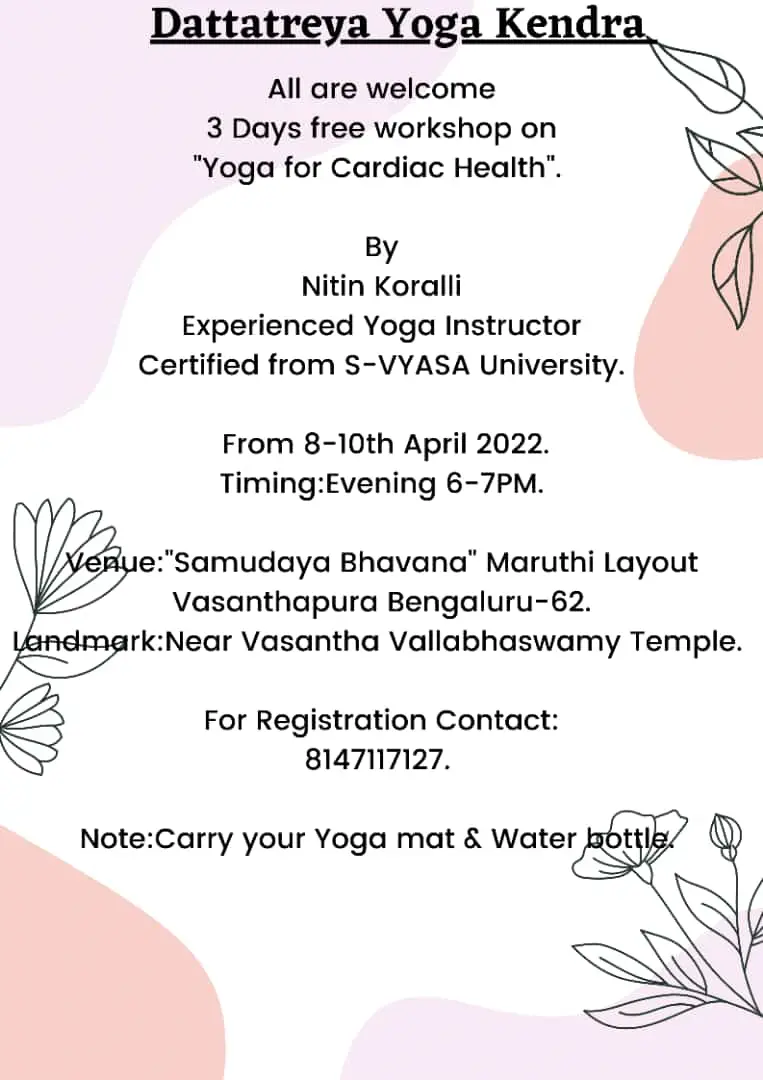 Dattatreya Yoga Kendra
All are welcome
3 Days free workshop on
"Yoga for Cardiac Health".
By
Nitin Koralli
Experienced Yoga Instructor
Certified from S-VYASA University.
From 8-10th April 2022.
Timing:Evening 6-7PM.
Venue:"Samudaya Bhavana" Maruthi Layout
Vasanthapura Bengaluru-62.
Landmark:Near Vasantha Vallabhaswamy Temple.
For Registration Contact:
8147117127.
Note:Carry your Yoga mat & Water bottle.